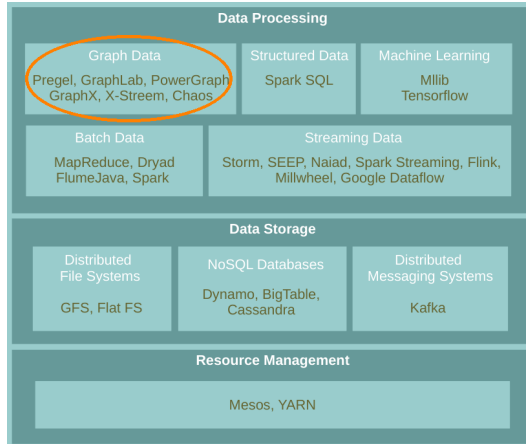 Data Processing
Graph Data
Pregel, GraphLab, PowerGraph
GraphX, X-Streem, Chaos
Structured Data
Spark SQL
Machine Learning
Mllib
Tensorflow
Batch Data
MapReduce, Dryad
FlumeJava, Spark
Streaming Data
Storm, SEEP, Naiad, Spark Streaming, Flink,
Millwheel, Google Dataflow
Data Storage
Distributed
File Systems
GFS, Flat FS
NoSQL Databases
Dynamo, BigTable,
Cassandra
Distributed
Messaging Systems
Kafka
Resource Management
Mesos, YARN